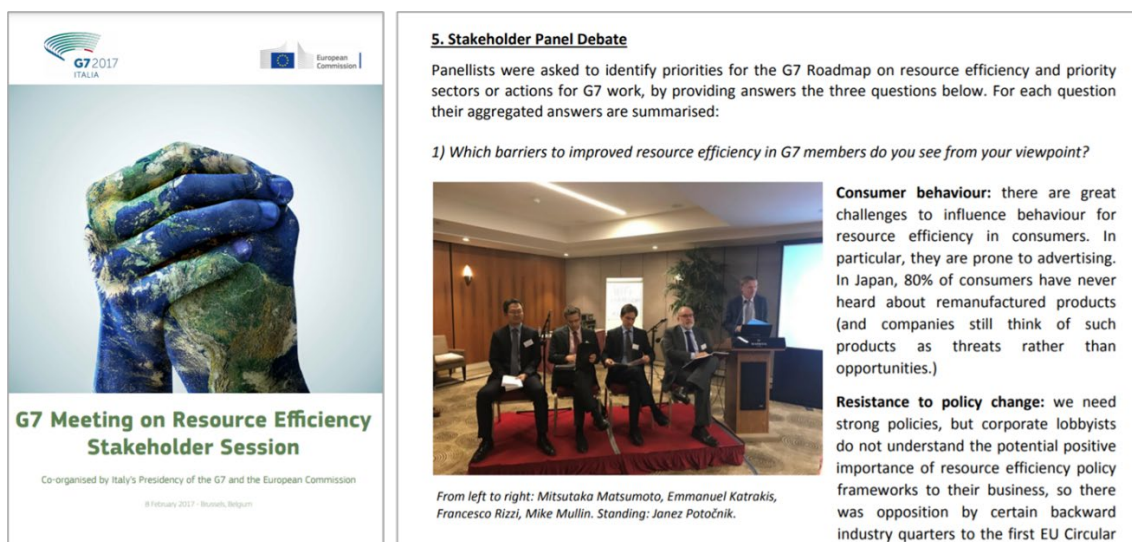 G7 2017
ITALIA
European
Commission
G7 Meeting on Resource Efficiency
Stakeholder Session
Co-organised by Italy's Presidency of the G7 and the European Commission
8 February 2017 - Brussels, Belgium
5. Stakeholder Panel Debate
Panellists were asked to identify priorities for the G7 Roadmap on resource efficiency and priority
sectors or actions for G7 work, by providing answers the three questions below. For each question
their aggregated answers are summarised:
1) Which barriers to improved resource efficiency in G7 members do you see from your viewpoint?
Consumer behaviour: there are great
challenges to influence behaviour for
resource efficiency in consumers. In
particular, they are prone to advertising.
In Japan, 80% of consumers have never
heard about remanufactured products
(and companies still think of such
products as threats rather than
opportunities.)
Resistance to policy change: we need
strong policies, but corporate lobbyists
do not understand the potential positive
importance of resource efficiency policy
frameworks to their business, so there
was opposition by certain backward
industry quarters to the first EU Circular
From left to right: Mitsutaka Matsumoto, Emmanuel Katrakis,
Francesco Rizzi, Mike Mullin. Standing: Janez Potočnik.